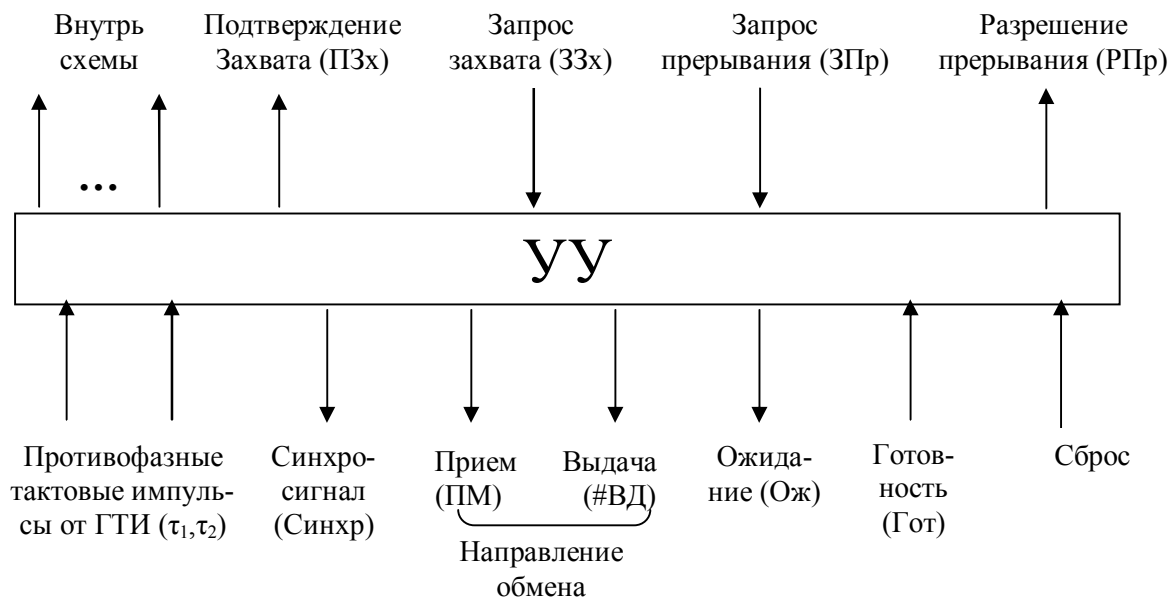 Внутрь
схемы
Подтверждение
Захвата (ПЗх)
Запрос
захвата (ЗЗх)
Запрос
прерывания (ЗПр)
Разрешение
прерывания (РПр)
...
УУ
Противофазные
тактовые импуль-
сы от ГТИ (τ₁,τ₂)
Синхро-
сигнал
(Синхр)
Прием
(ПМ)
Выдача
(#ВД)
Направление
обмена
Ожида-
ние (Ож)
Готов-
ность
(Гот)
Сброс